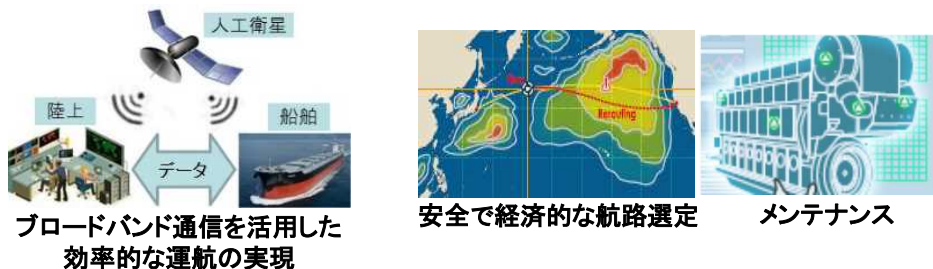 人工衛星
陸上
船舶
データ
ブロードバンド通信を活用した
効率的な運航の実現
Rerouting
安全で経済的な航路選定
メンテナンス